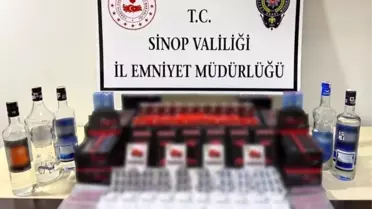 T.C.
SİNOP VALİLİĞİ
İL EMNİYET MÜDÜRLÜĞÜ